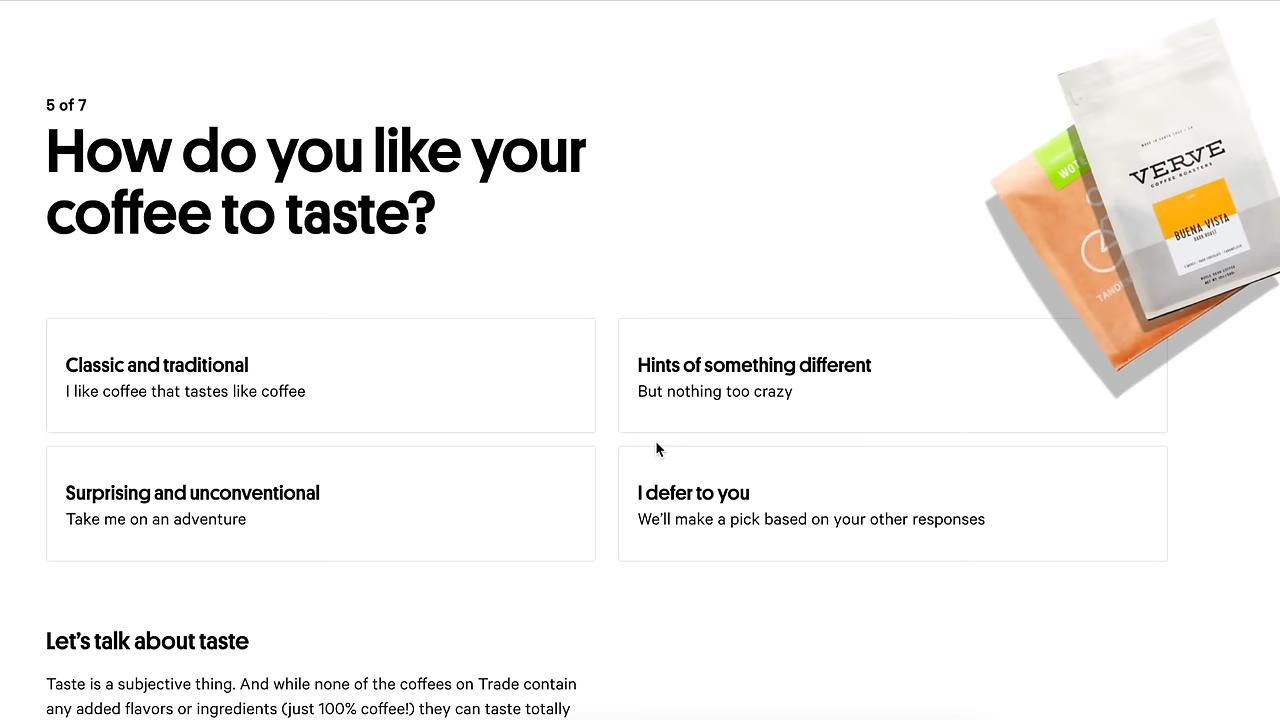 5 of 7
How do you like your
coffee to taste?
VERVE
COFFEE ROASTERS
BUENA VISTA
DARK ROAST
Classic and traditional
I like coffee that tastes like coffee
Hints of something different
But nothing too crazy
Surprising and unconventional
Take me on an adventure
I defer to you
We’ll make a pick based on your other responses
Let’s talk about taste
Taste is a subjective thing. And while none of the coffees on Trade contain
any added flavors or ingredients (just 100% coffee!) they can taste totally